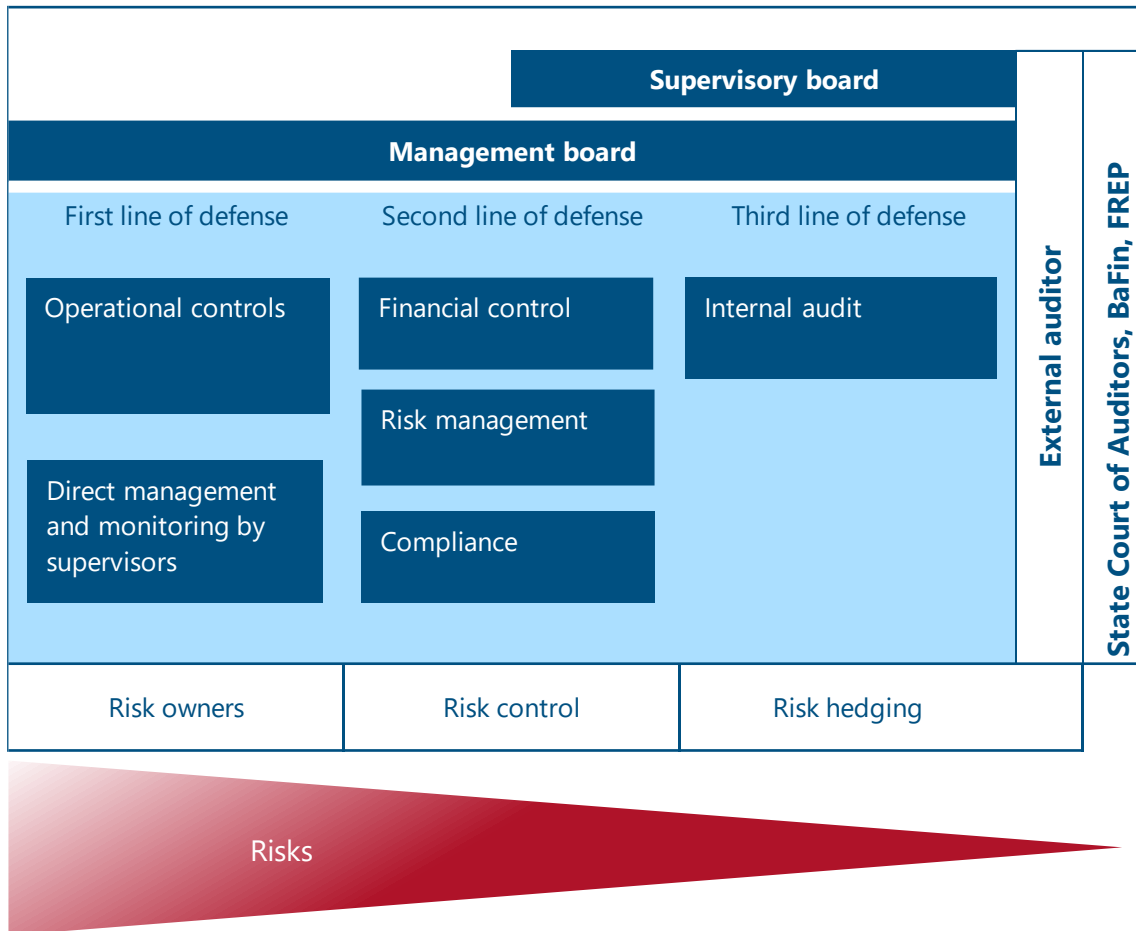 Supervisory board
Management board
First line of defense
Second line of defense
Third line of defense
Operational controls
Financial control
Internal audit
Risk management
Direct management
and monitoring by
supervisors
Compliance
External auditor
State Court of Auditors, BaFin, FREP
Risk owners
Risk control
Risk hedging
Risks